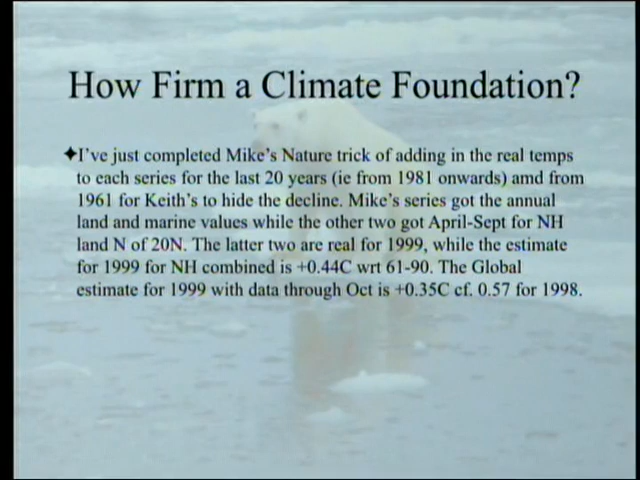 How Firm a Climate Foundation?
✦I've just completed Mike's Nature trick of adding in the real temps
to each series for the last 20 years (ie from 1981 onwards) amd from
1961 for Keith's to hide the decline. Mike's series got the annual
land and marine values while the other two got April-Sept for NH
land N of 20N. The latter two are real for 1999, while the estimate
for 1999 for NH combined is +0.44C wrt 61-90. The Global
estimate for 1999 with data through Oct is +0.35C cf. 0.57 for 1998.